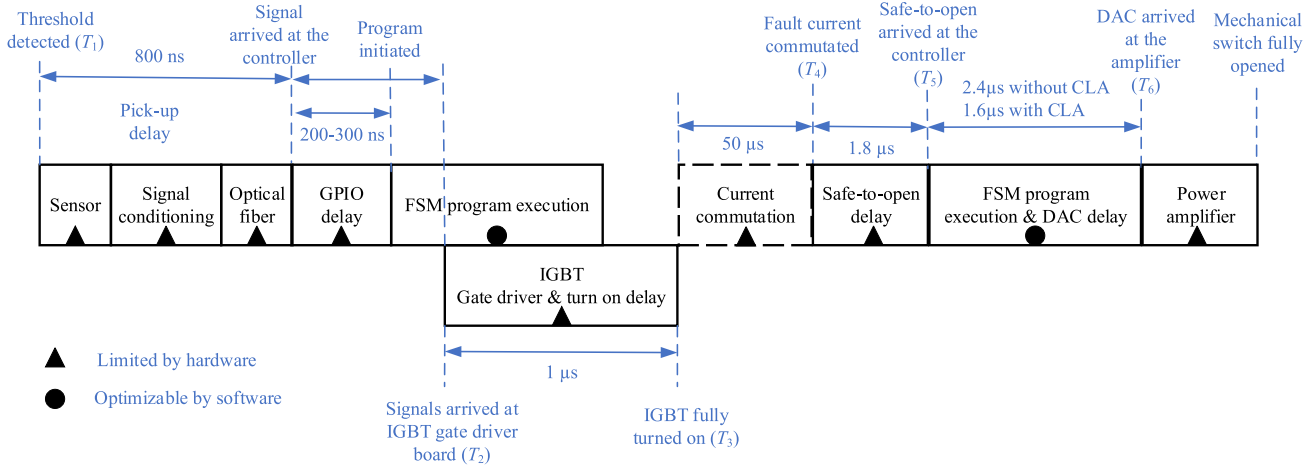 Threshold
detected (T1)
Signal
arrived at the
controller
Program
initiated
Fault current
commutated
(T4)
Safe-to-open
arrived at the
controller
(T5)
DAC arrived
at the
amplifier
(T6)
Mechanical
switch fully
opened
800 ns
Pick-up
delay
200-300 ns
50 µs
1.8 µs
2.4µs without CLA
1.6µs with CLA
Sensor
Signal
conditioning
Optical
fiber
GPIO
delay
FSM program execution
Current
commutation
Safe-to-open
delay
FSM program
execution & DAC delay
Power
amplifier
IGBT
Gate driver & turn on delay
1 µs
Limited by hardware
Optimizable by software
Signals arrived at
IGBT gate driver
board (T2)
IGBT fully
turned on (T3)